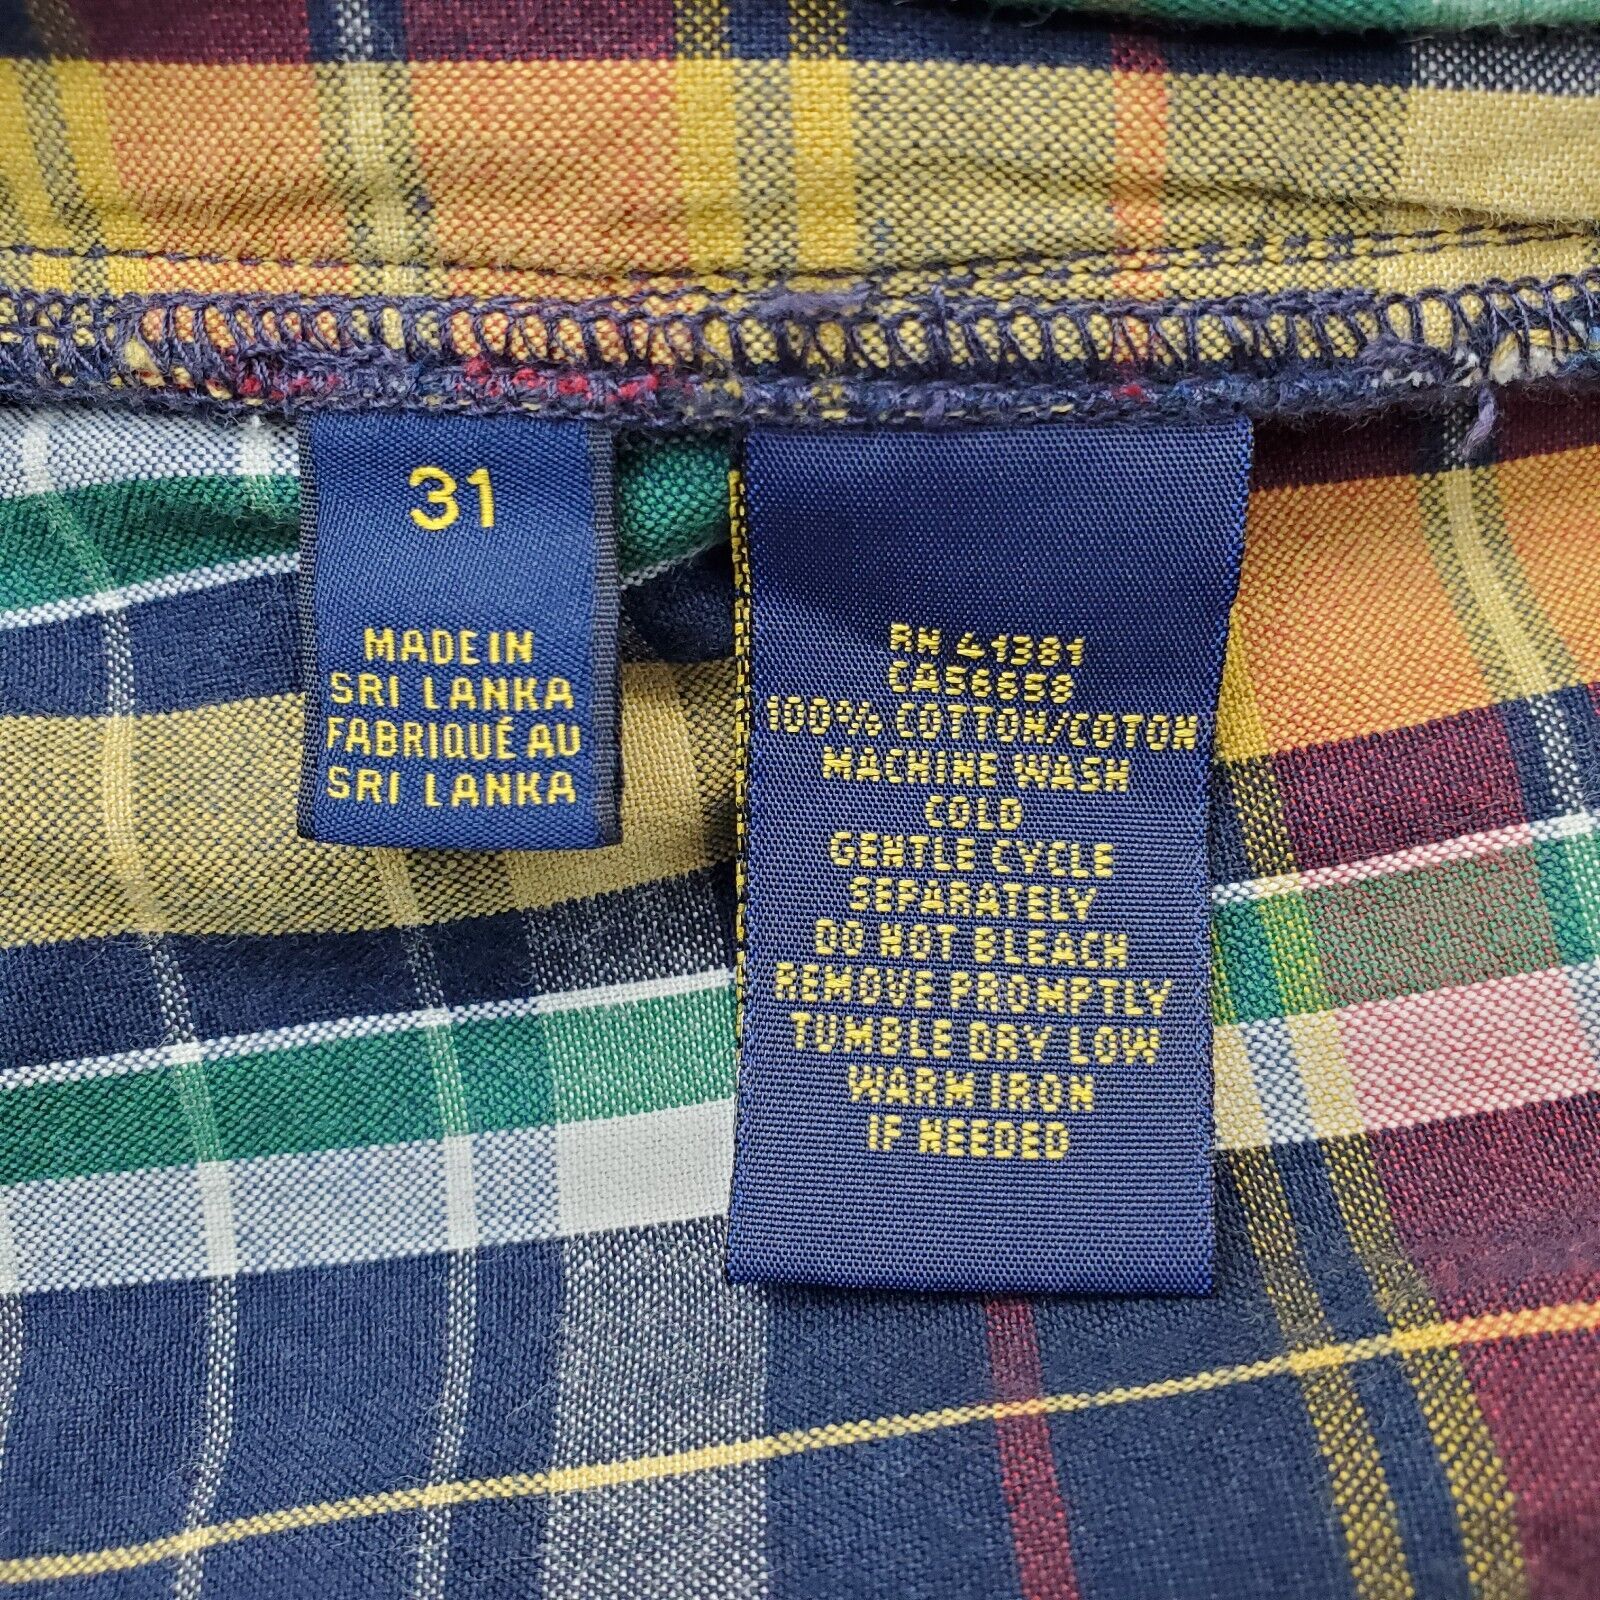 31
MADE IN
SRI LANKA
FABRIQUÉ AU
SRI LANKA
RN 41381
CA56858
100% COTTON/COTON
MACHINE WASH
COLD
GENTLE CYCLE
SEPARATELY
DO NOT BLEACH
REMOVE PROMPTLY
TUMBLE DRY LOW
WARM IRON
IF NEEDED